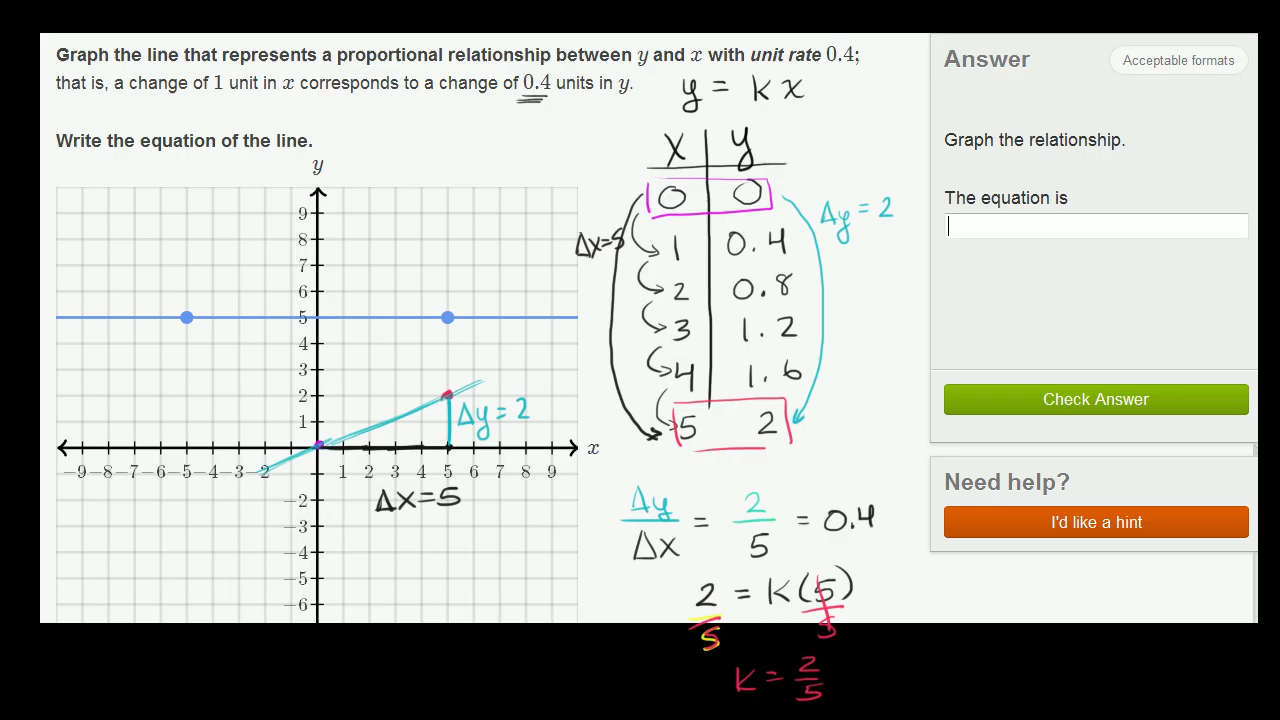 Graph the line that represents a proportional relationship between y and x with unit rate 0.4;
that is, a change of 1 unit in x corresponds to a change of 0.4 units in y.
y = kx
Write the equation of the line.
y
9
8
7
6
5
4
3
2
1
−9 −8 −7 −6 −5 −4 −3 −2 1 2 3 4 5 6 7 8 9 x
−2
−3
−4
−5
−6
Δy = 2
Δx=5
x y
0 0
1 0.4
2 0.8
3 1.2
4 1.6
5 2
Δx=5
Δy = 2
Δy/Δx = 2/5 = 0.4
2/5 = k(5)/5
k = 2/5
Answer
Acceptable formats
Graph the relationship.
The equation is
Check Answer
Need help?
I'd like a hint